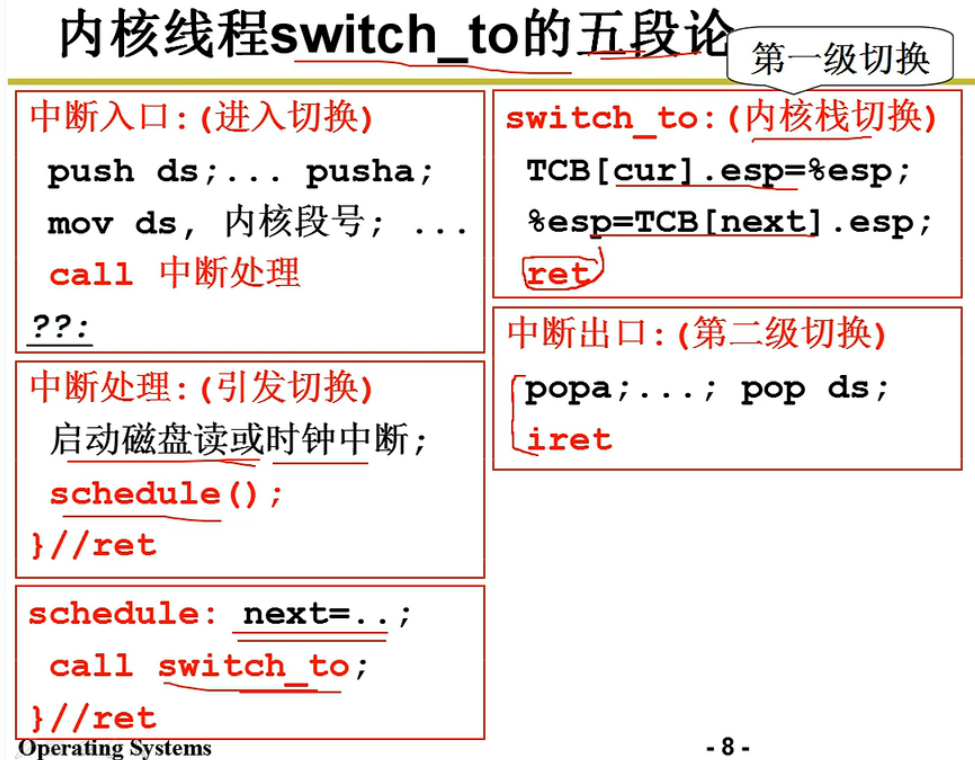 内核线程switch_to的五段论
第一级切换
中断入口:(进入切换)
push ds;... pusha;
mov ds, 内核段号; ...
call 中断处理
??:
中断处理:(引发切换)
启动磁盘读或时钟中断;
schedule();
}//ret
schedule: next=..;
call switch_to;
}//ret
switch_to:(内核栈切换)
TCB[cur].esp=%esp;
%esp=TCB[next].esp;
ret
中断出口:(第二级切换)
popa;...; pop ds;
iret
Operating Systems
- 8 -